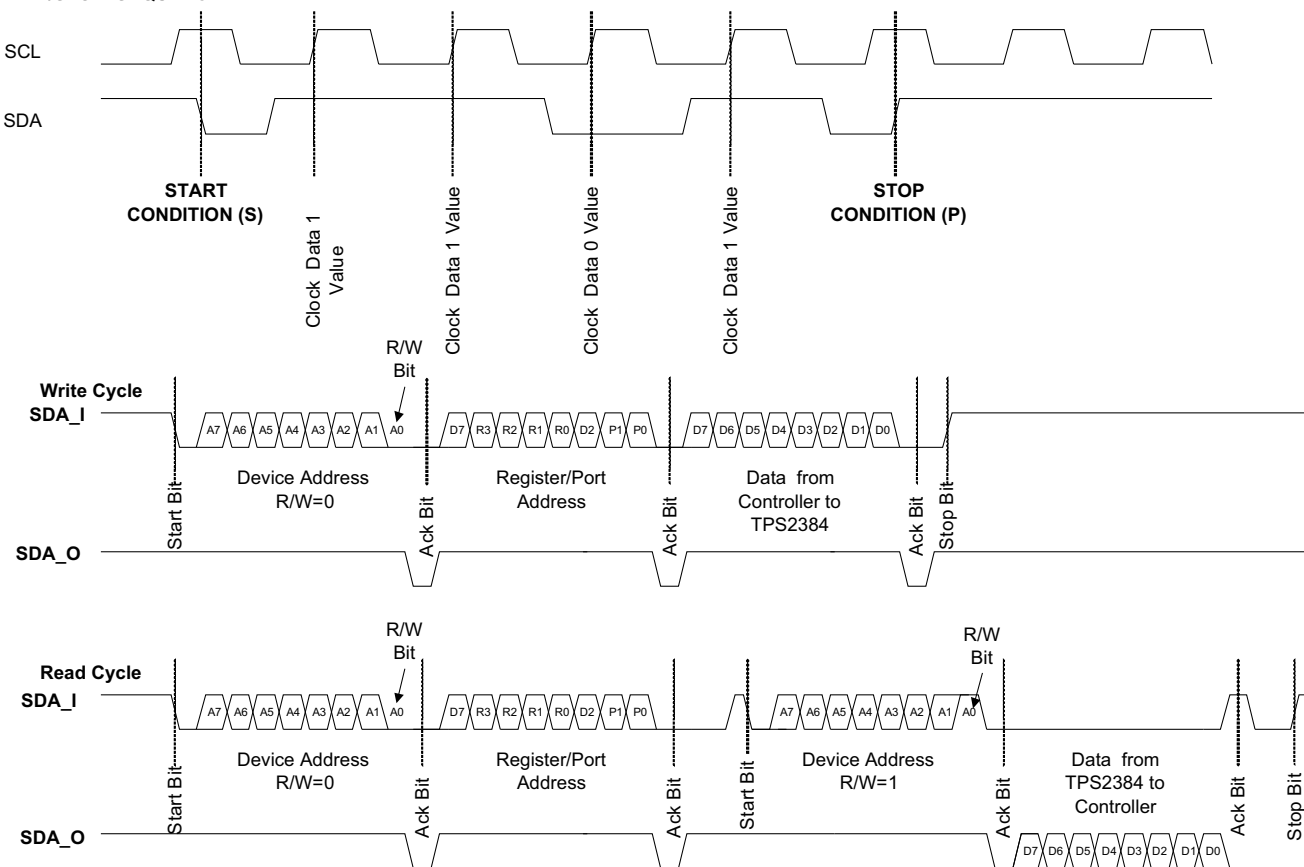 SCL
SDA
START
CONDITION (S)
STOP
CONDITION (P)
Clock Data 1
Value
Clock Data 1 Value
Clock Data 0 Value
Clock Data 1 Value
R/W
Bit
Write Cycle
SDA_I
A7 A6 A5 A4 A3 A2 A1 A0
D7 R3 R2 R1 R0 D2 P1 P0
D7 D6 D5 D4 D3 D2 D1 D0
Device Address
R/W=0
Register/Port
Address
Data from
Controller to
TPS2384
Start Bit
Ack Bit
Ack Bit
Ack Bit
Stop Bit
SDA_O
R/W
Bit
R/W
Bit
Read Cycle
SDA_I
A7 A6 A5 A4 A3 A2 A1 A0
D7 R3 R2 R1 R0 D2 P1 P0
A7 A6 A5 A4 A3 A2 A1 A0
Device Address
R/W=0
Register/Port
Address
Device Address
R/W=1
Data from
TPS2384 to
Controller
Start Bit
Ack Bit
Ack Bit
Start Bit
Ack Bit
Ack Bit
Stop Bit
SDA_O
D7 D6 D5 D4 D3 D2 D1 D0